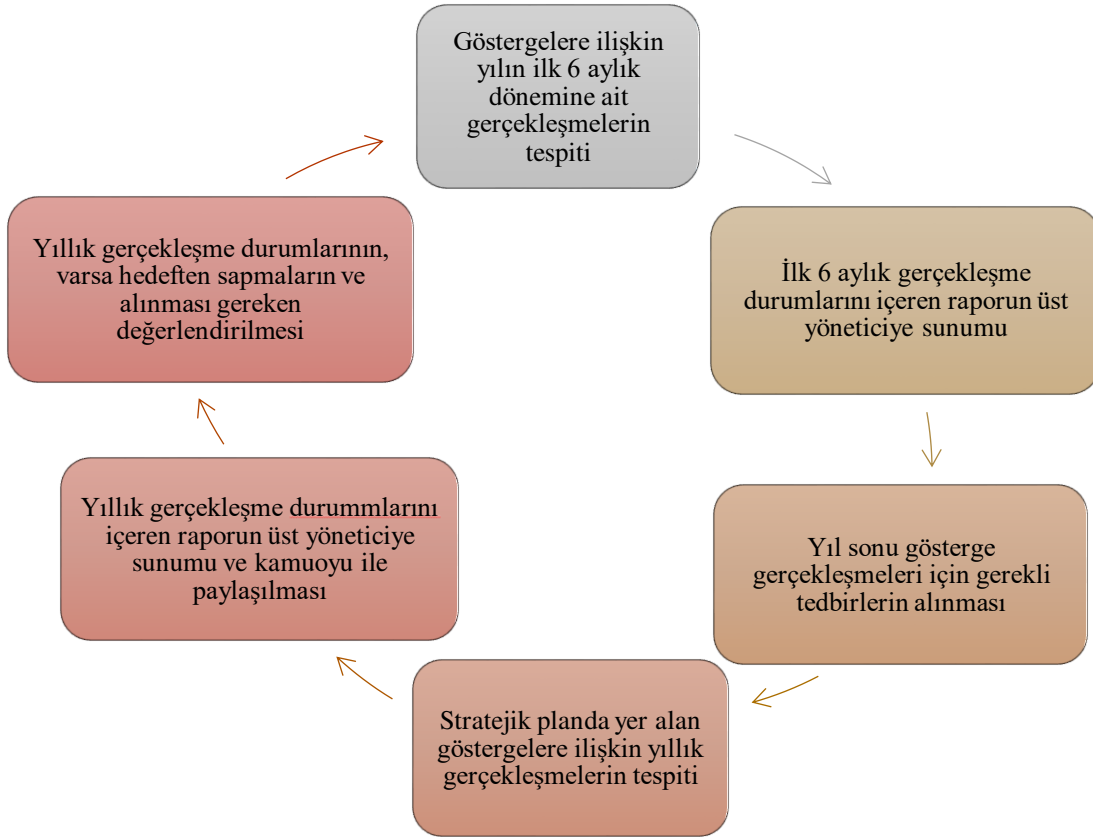 Göstergelere ilişkin
yılın ilk 6 aylık
dönemine ait
gerçekleşmelerin
tespiti
İlk 6 aylık gerçekleşme
durumlarını içeren raporun üst
yöneticiye sunumu
Yıl sonu gösterge
gerçekleşmeleri için gerekli
tedbirlerin alınması
Stratejik planda yer alan
göstergelere ilişkin yıllık
gerçekleşmelerin tespiti
Yıllık gerçekleşme durummlarını
içeren raporun üst yöneticiye
sunumu ve kamuoyu ile
paylaşılması
Yıllık gerçekleşme durumlarının,
varsa hedeften sapmaların ve
alınması gereken
değerlendirilmesi